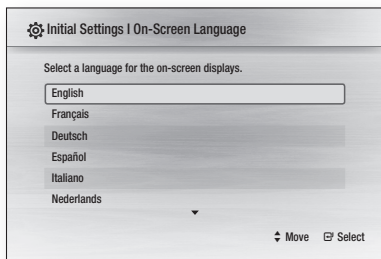 Initial Settings I On-Screen Language
Select a language for the on-screen displays.
English
Français
Deutsch
Español
Italiano
Nederlands
Move Select